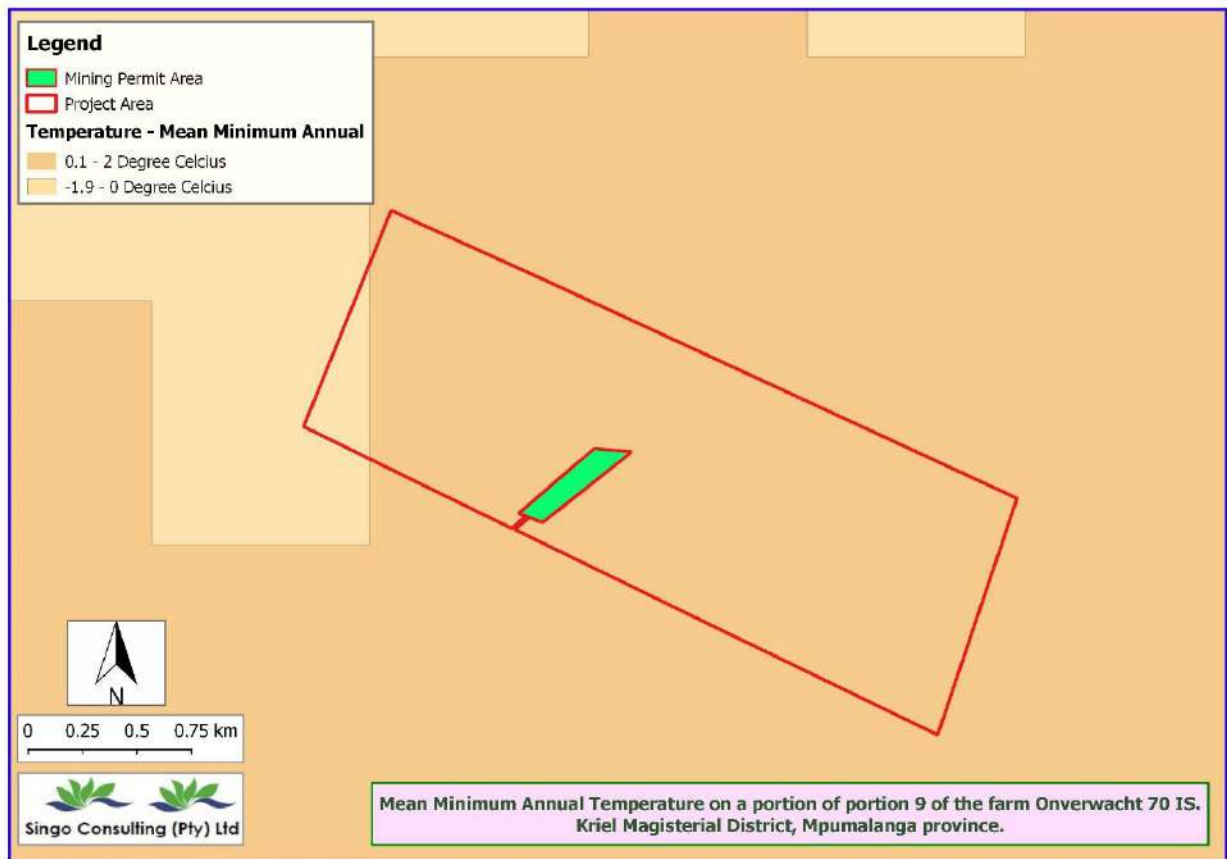 Legend
Mining Permit Area
Project Area
Temperature - Mean Minimum Annual
0.1 - 2 Degree Celcius
-1.9 - 0 Degree Celcius
N
0 0.25 0.5 0.75 km
Singo Consulting (Pty) Ltd
Mean Minimum Annual Temperature on a portion of portion 9 of the farm Onverwacht 70 IS.
Kriel Magisterial District, Mpumalanga province.